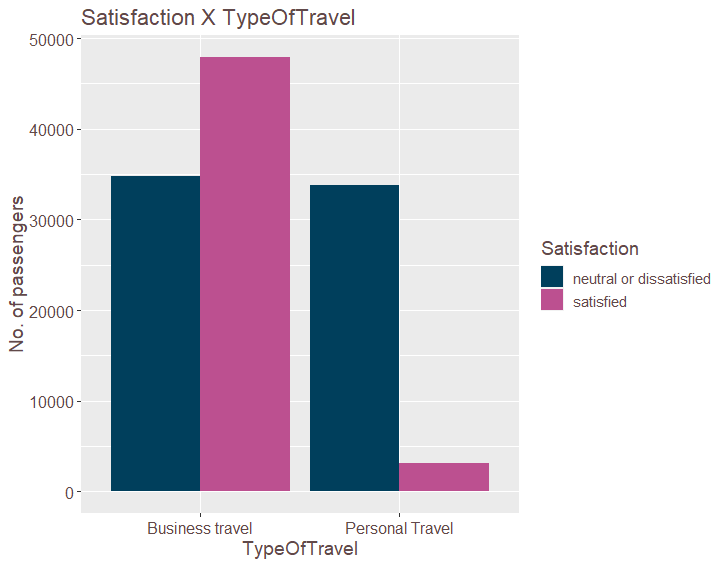 Satisfaction X TypeOfTravel
50000
40000
30000
20000
10000
0
No. of passengers
Business travel
Personal Travel
TypeOfTravel
Satisfaction
neutral or dissatisfied
satisfied